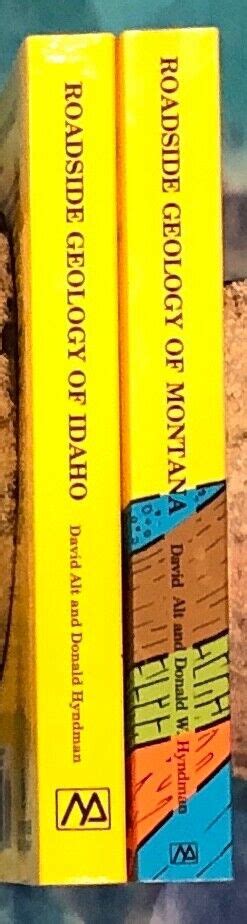 ROADSIDE GEOLOGY OF IDAHO
David Alt and Donald Hyndman
ROADSIDE GEOLOGY OF MONTANA
David Alt and Donald W. Hyndman